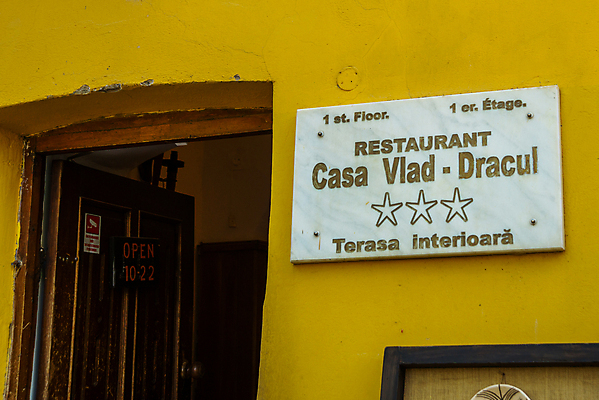 1 st. Floor. 1 er. Étage.
RESTAURANT
Casa Vlad - Dracul
Terasa interioară
OPEN
10-22